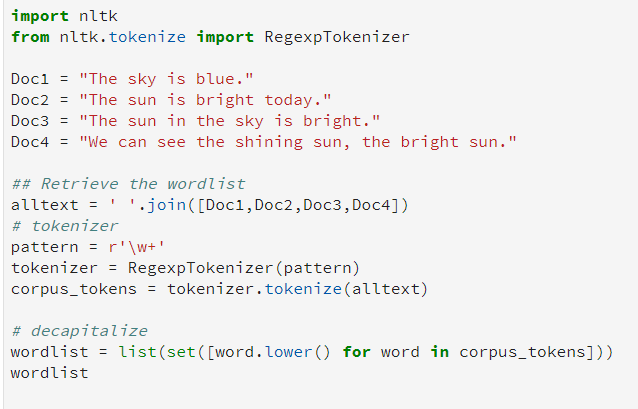 import nltk
from nltk.tokenize import RegexpTokenizer
Doc1 = "The sky is blue."
Doc2 = "The sun is bright today."
Doc3 = "The sun in the sky is bright."
Doc4 = "We can see the shining sun, the bright sun."
## Retrieve the wordlist
alltext = ' '.join([Doc1,Doc2,Doc3,Doc4])
# tokenizer
pattern = r'\w+'
tokenizer = RegexpTokenizer(pattern)
corpus_tokens = tokenizer.tokenize(alltext)
# decapitalize
wordlist = list(set([word.lower() for word in corpus_tokens]))
wordlist